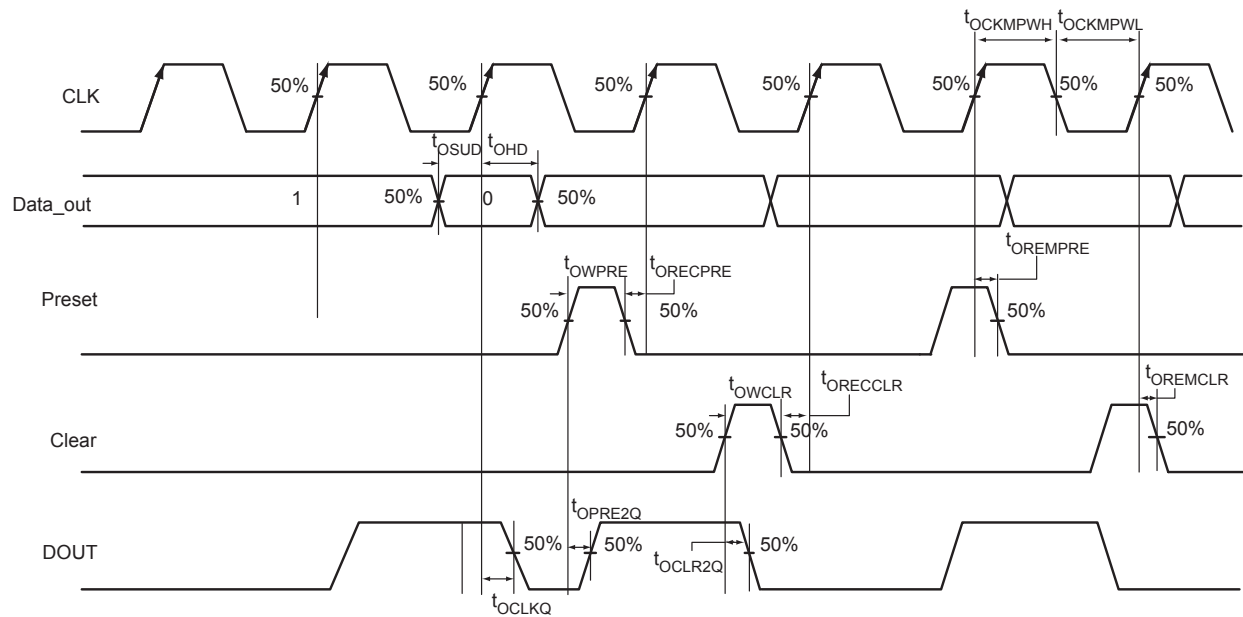 tOCKMPWH tOCKMPWL
CLK 50% 50% 50% 50% 50% 50% 50%
tOSUD tOHD
Data_out 1 50% 0 50%
tOREMPRE
tOWPRE tORECPRE
Preset 50% 50% 50%
tOWCLR tORECCLR tOREMCLR
Clear 50% 50% 50%
tOPRE2Q
DOUT 50% 50% 50%
tOCLR2Q
tOCLKQ